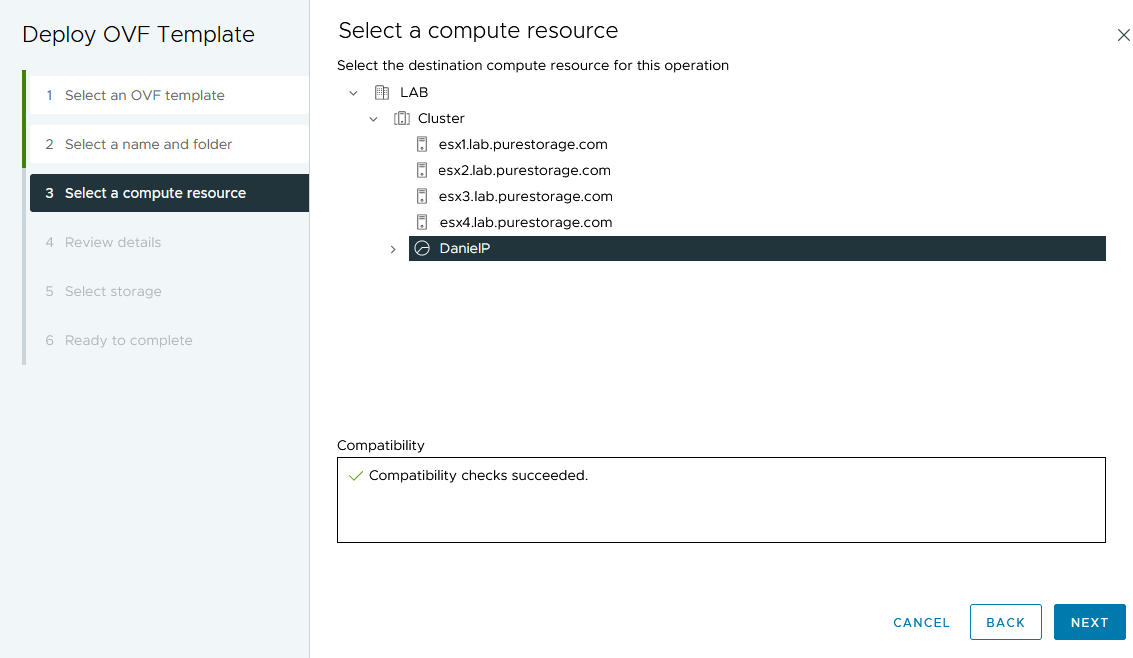 Deploy OVF Template
1 Select an OVF template
2 Select a name and folder
3 Select a compute resource
4 Review details
5 Select storage
6 Ready to complete
Select a compute resource
Select the destination compute resource for this operation
LAB
Cluster
esx1.lab.purestorage.com
esx2.lab.purestorage.com
esx3.lab.purestorage.com
esx4.lab.purestorage.com
DanielP
Compatibility
Compatibility checks succeeded.
CANCEL
BACK
NEXT